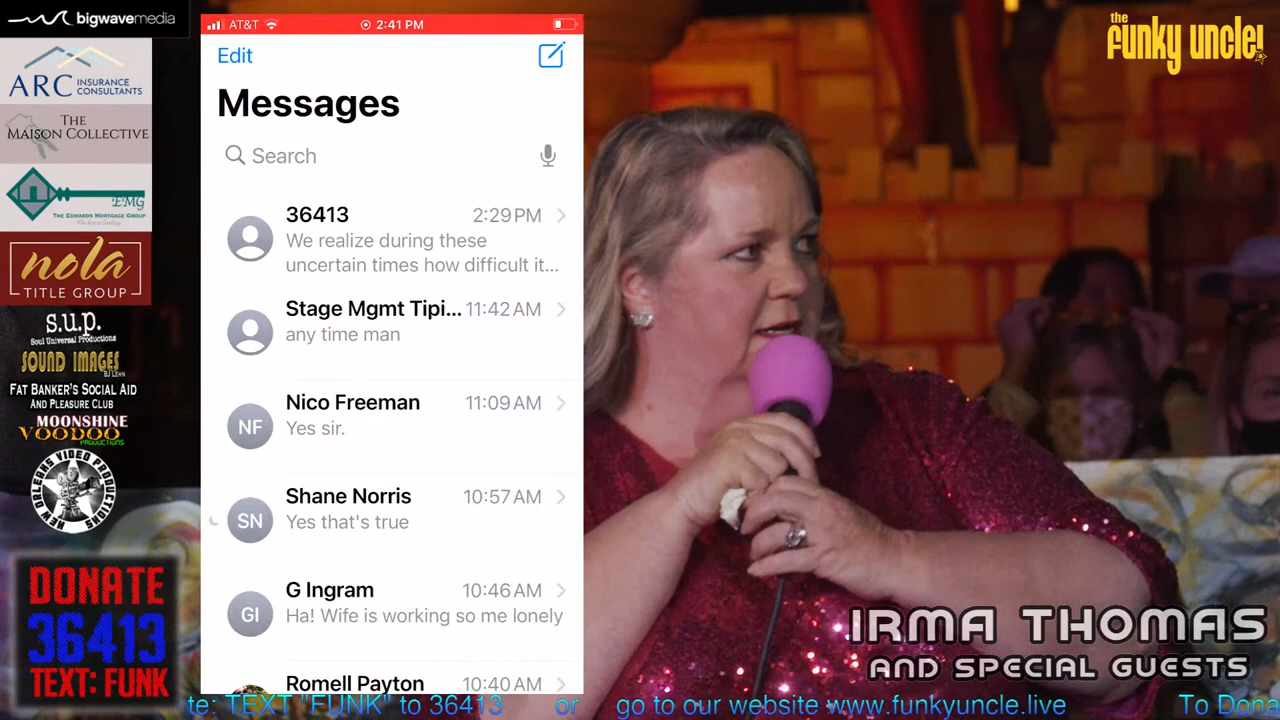 bigwavemedia
ARC INSURANCE CONSULTANTS
THE
MAISON COLLECTIVE
EMG
THE EDWARDS MORTGAGE GROUP
nola
TITLE GROUP
s.u.p.
Soul Universal Productions
SOUND IMAGES
BJ LEHN
FAT BANKER'S SOCIAL AID
AND PLEASURE CLUB
MOONSHINE
VOODOO
PRODUCTIONS
NEW ORLEANS VIDEO PRODUCTIONS
DONATE
36413
TEXT: FUNK
AT&T 2:41 PM
Edit
Messages
Search
36413 2:29 PM
We realize during these
uncertain times how difficult it...
Stage Mgmt Tipi... 11:42 AM
any time man
NF Nico Freeman 11:09 AM
Yes sir.
SN Shane Norris 10:57 AM
Yes that's true
GI G Ingram 10:46 AM
Ha! Wife is working so me lonely
Romell Payton 10:40 AM
the
funky uncle!
IRMA THOMAS
AND SPECIAL GUESTS
te: TEXT "FUNK" to 36413 or go to our website www.funkyuncle.live To Dona